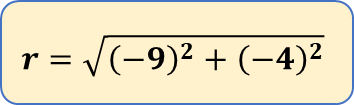 r = √(−9)² + (−4)²